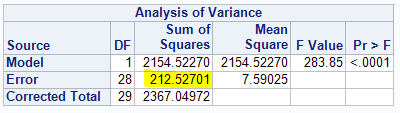 Analysis of Variance
Source DF Sum of Squares Mean Square F Value Pr > F
Model 1 2154.52270 2154.52270 283.85 <.0001
Error 28 212.52701 7.59025
Corrected Total 29 2367.04972